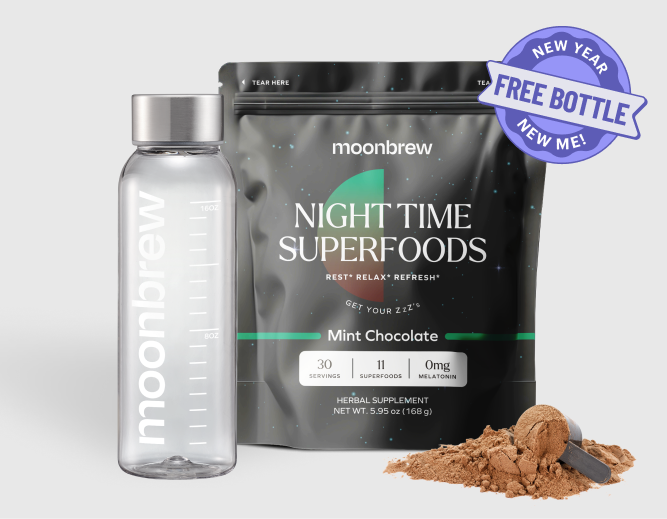 NEW YEAR
FREE BOTTLE
NEW ME!
TEAR HERE
TEA
moonbrew
NIGHT TIME
SUPERFOODS
REST* RELAX* REFRESH*
GET YOUR ZzZ's
Mint Chocolate
30 11 0mg
SERVINGS SUPERFOODS MELATONIN
HERBAL SUPPLEMENT
NET WT. 5.95 oz (168 g)
moonbrew
16OZ
8OZ